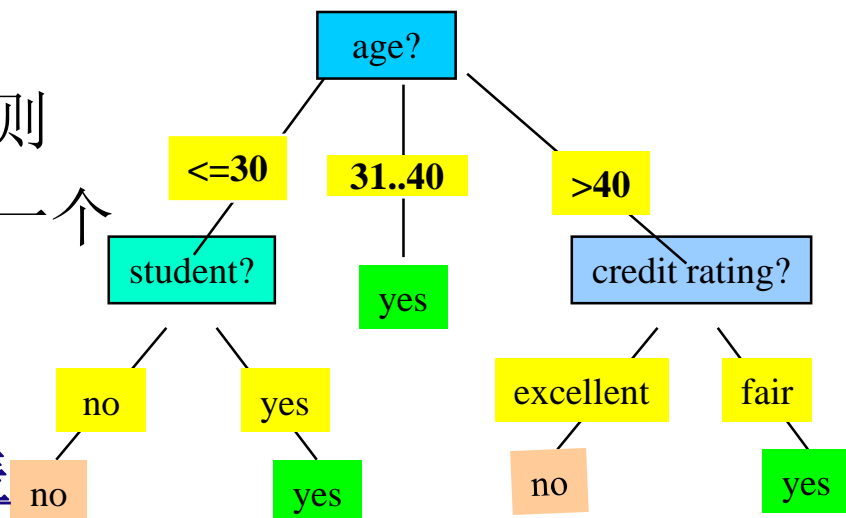 age?
则
<=30
31..40
>40
一个
student?
yes
credit rating?
no
yes
excellent
fair
no
yes
no
yes